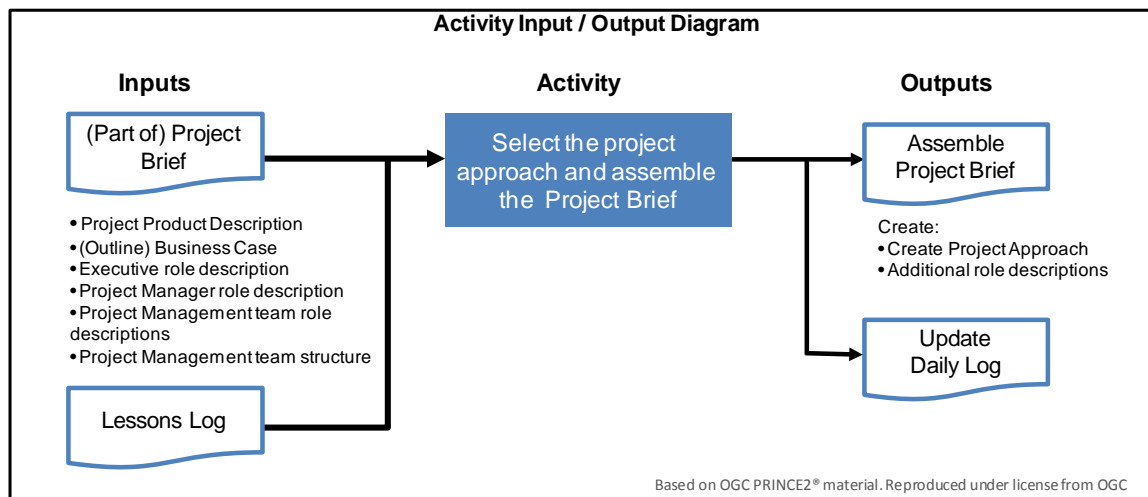 Activity Input / Output Diagram
Inputs
Activity
Outputs
(Part of) Project
Brief
• Project Product Description
• (Outline) Business Case
• Executive role description
• Project Manager role description
• Project Management team role
descriptions
• Project Management team structure
Lessons Log
Select the project
approach and assemble
the Project Brief
Assemble
Project Brief
Create:
• Create Project Approach
• Additional role descriptions
Update
Daily Log
Based on OGC PRINCE2® material. Reproduced under license from OGC